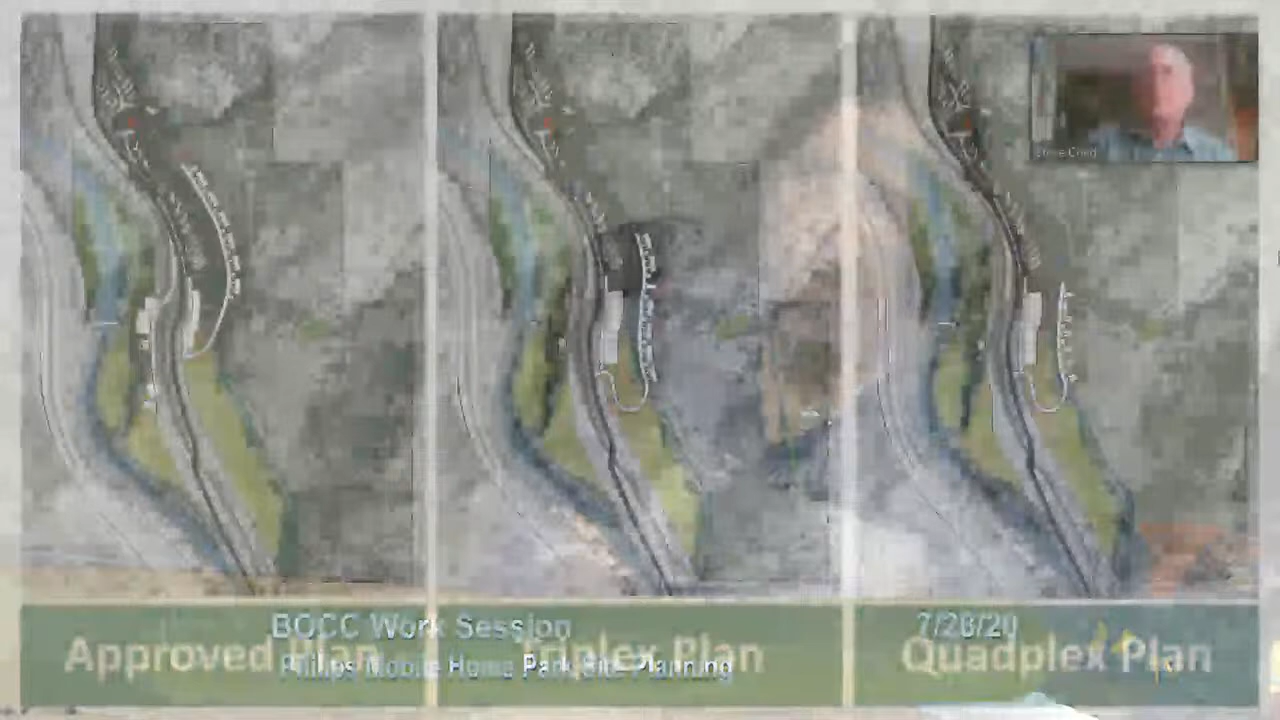 BOCC Work Session
7/28/20
Approved Plan
Triplex Plan
Quadplex Plan
Phillips Mobile Home Park Site Planning